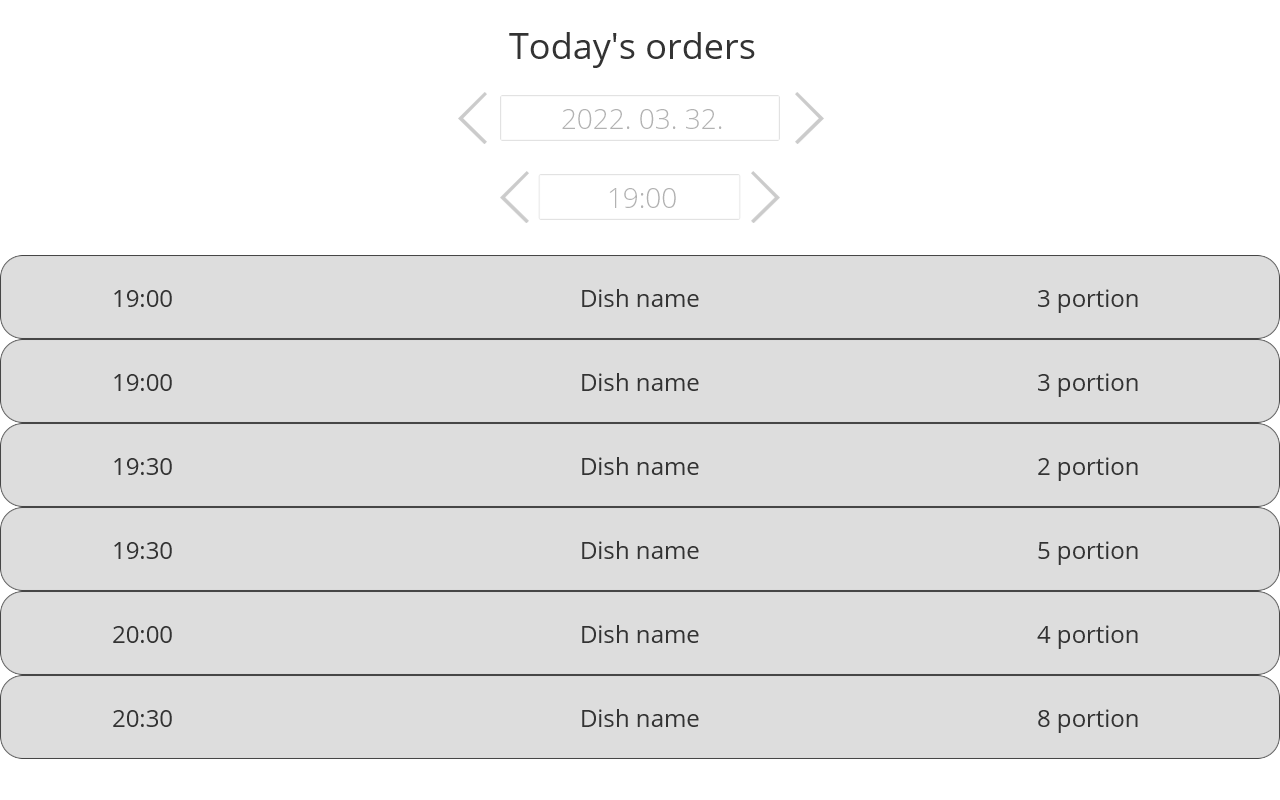 Today's orders
2022. 03. 32.
19:00
19:00 Dish name 3 portion
19:00 Dish name 3 portion
19:30 Dish name 2 portion
19:30 Dish name 5 portion
20:00 Dish name 4 portion
20:30 Dish name 8 portion